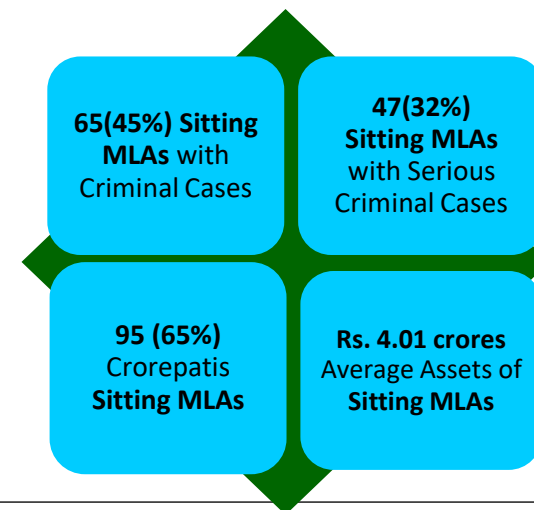 65(45%) Sitting
MLAs with
Criminal Cases
47(32%)
Sitting MLAs
with Serious
Criminal Cases
95 (65%)
Crorepatis
Sitting MLAs
Rs. 4.01 crores
Average Assets of
Sitting MLAs